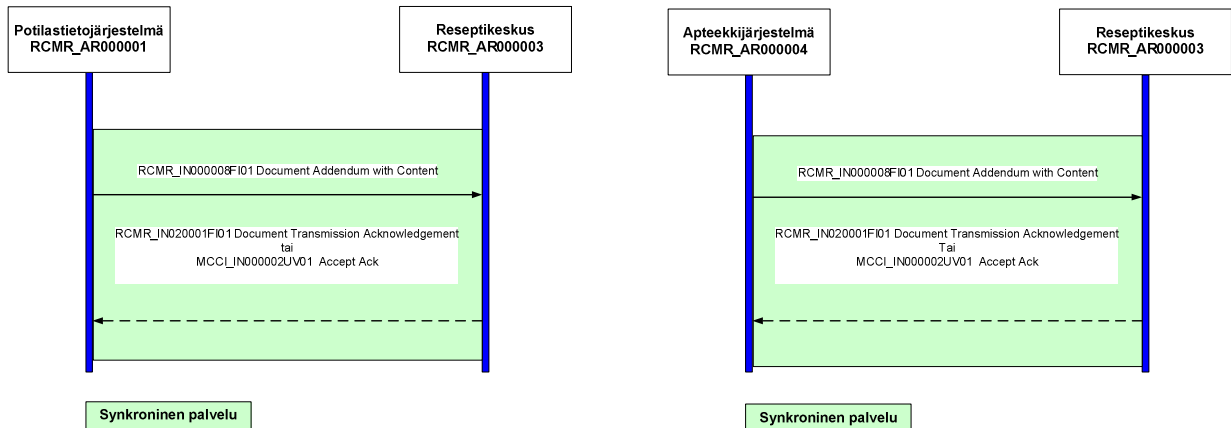 Potilastietojärjestelmä
RCMR_AR000001
Reseptikeskus
RCMR_AR000003
RCMR_IN000008FI01 Document Addendum with Content
RCMR_IN020001FI01 Document Transmission Acknowledgement
tai
MCCI_IN000002UV01 Accept Ack
Synkroninen palvelu
Apteekkijärjestelmä
RCMR_AR000004
Reseptikeskus
RCMR_AR000003
RCMR_IN000008FI01 Document Addendum with Content
RCMR_IN020001FI01 Document Transmission Acknowledgement
Tai
MCCI_IN000002UV01 Accept Ack
Synkroninen palvelu